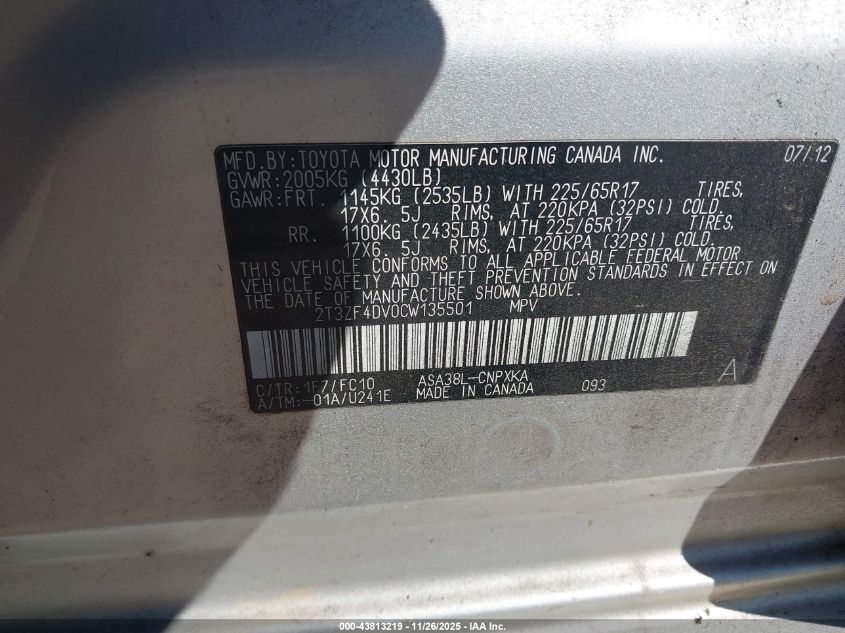 MFD.BY:TOYOTA MOTOR MANUFACTURING CANADA INC. 07/12
GVWR:2005KG (4430LB)
GAWR:FRT. 1145KG (2535LB) WITH 225/65R17 TIRES,
17X6. 5J RIMS, AT 220KPA (32PSI) COLD.
RR. 1100KG (2435LB) WITH 225/65R17 TIRES,
17X6. 5J RIMS, AT 220KPA (32PSI) COLD.
THIS VEHICLE CONFORMS TO ALL APPLICABLE FEDERAL MOTOR
VEHICLE SAFETY AND THEFT PREVENTION STANDARDS IN EFFECT ON
THE DATE OF MANUFACTURE SHOWN ABOVE.
2T3ZF4DV0CW135501 MPV
C/TR:1F7/FC10 ASA38L-CNPXKA A
A/TM:-01A/U241E MADE IN CANADA 093
000-43813219 - 11/26/2025 - IAA Inc.